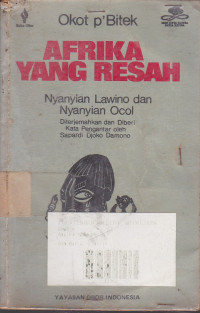 Okot p'Bitek
AFRIKA
YANG RESAH
Nyanyian Lawino dan
Nyanyian Ocol
Diterjemahkan dan Diberi
Kata Pengantar oleh
Sapardi Djoko Damono
YAYASAN OBOR INDONESIA